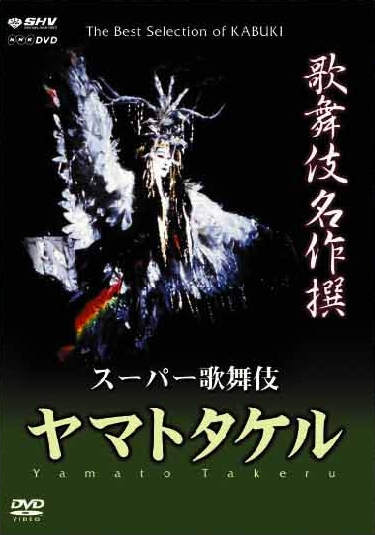 SHV
NHK DVD
The Best Selection of KABUKI
歌舞伎名作撰
スーパー歌舞伎
ヤマトタケル
Yamato Takeru
DVD
VIDEO